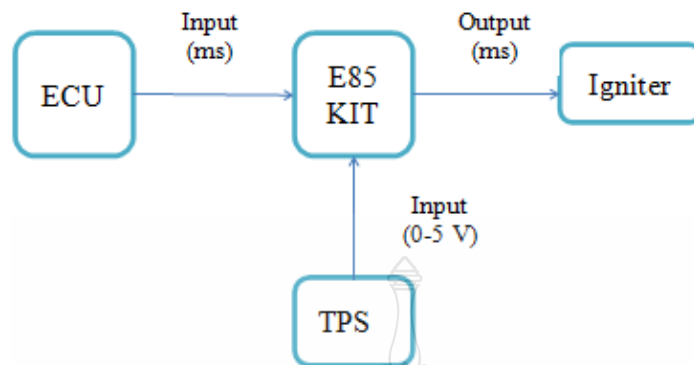 Input
(ms)
Output
(ms)
ECU
E85
KIT
Igniter
Input
(0-5 V)
TPS